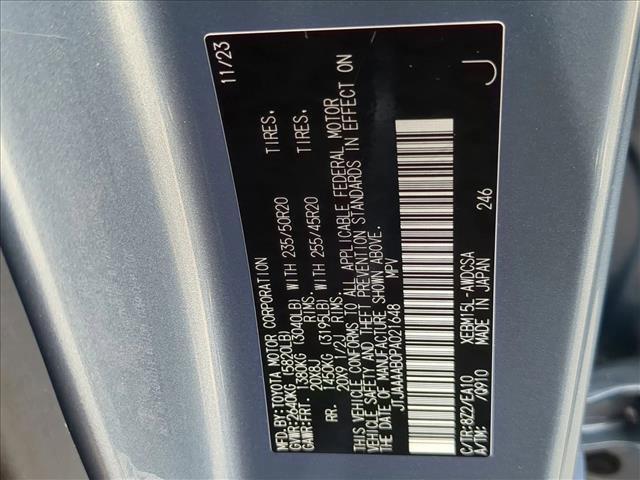 MFD.BY:TOYOTA MOTOR CORPORATION 11/23
GVWR:2640KG (5820LB)
GAWR:FRT. 1380KG (3040LB) WITH 235/50R20 TIRES.
20X8J RIMS.
RR. 1450KG (3195LB) WITH 255/45R20 TIRES.
20X9 1/2J RIMS.
THIS VEHICLE CONFORMS TO ALL APPLICABLE FEDERAL MOTOR
VEHICLE SAFETY AND THEFT PREVENTION STANDARDS IN EFFECT ON
THE DATE OF MANUFACTURE SHOWN ABOVE.
JTJAAAAB0PA021648 MPV
J
C/TR:8Z2/EA10 XEBM15L-AWDCSA 246
A/TM: /Q910 MADE IN JAPAN